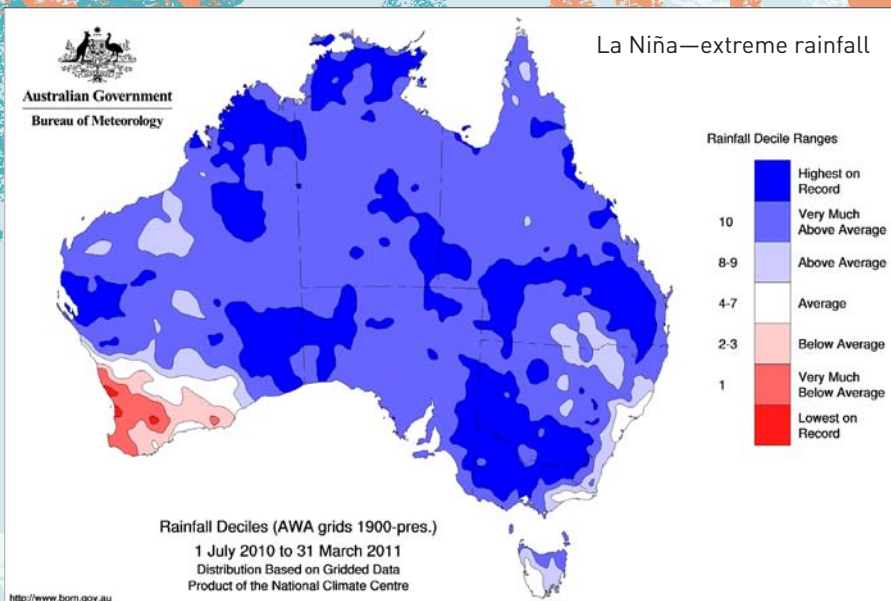 La Niña—extreme rainfall
Australian Government
Bureau of Meteorology
Rainfall Decile Ranges
Highest on
Record
10
Very Much
Above Average
8-9
Above Average
4-7
Average
2-3
Below Average
1
Very Much
Below Average
Lowest on
Record
Rainfall Deciles (AWA grids 1900-pres.)
1 July 2010 to 31 March 2011
Distribution Based on Gridded Data
Product of the National Climate Centre
http://www.bom.gov.au